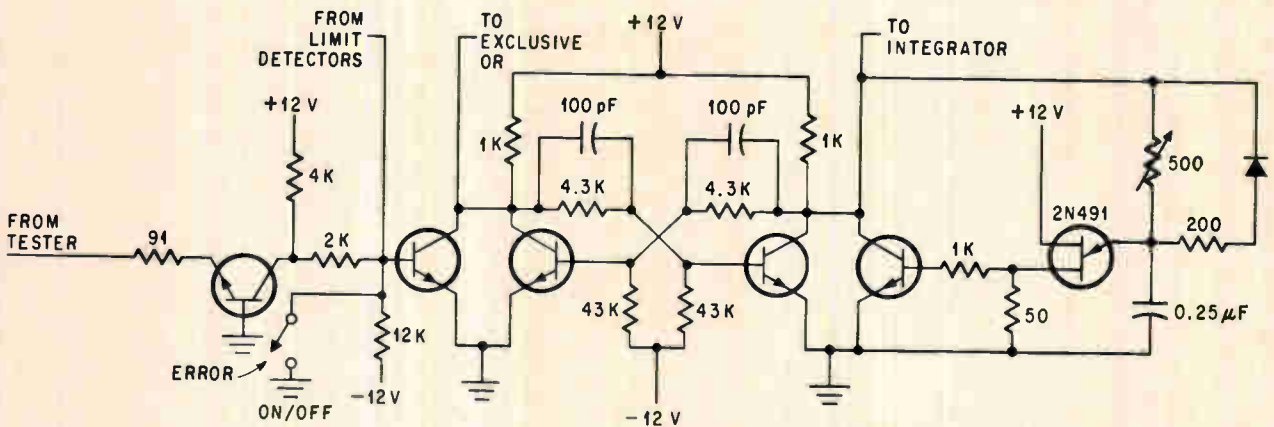 FROM
LIMIT
DETECTORS
TO
EXCLUSIVE
OR
+12 V
TO
INTEGRATOR
+12 V
4K
1K
100 pF
4.3K
100 pF
4.3K
1K
+12 V
500
2N491
200
FROM
TESTER
91
2K
1K
43K
43K
50
0.25µF
12K
ERROR
ON/OFF
-12 V
-12 V